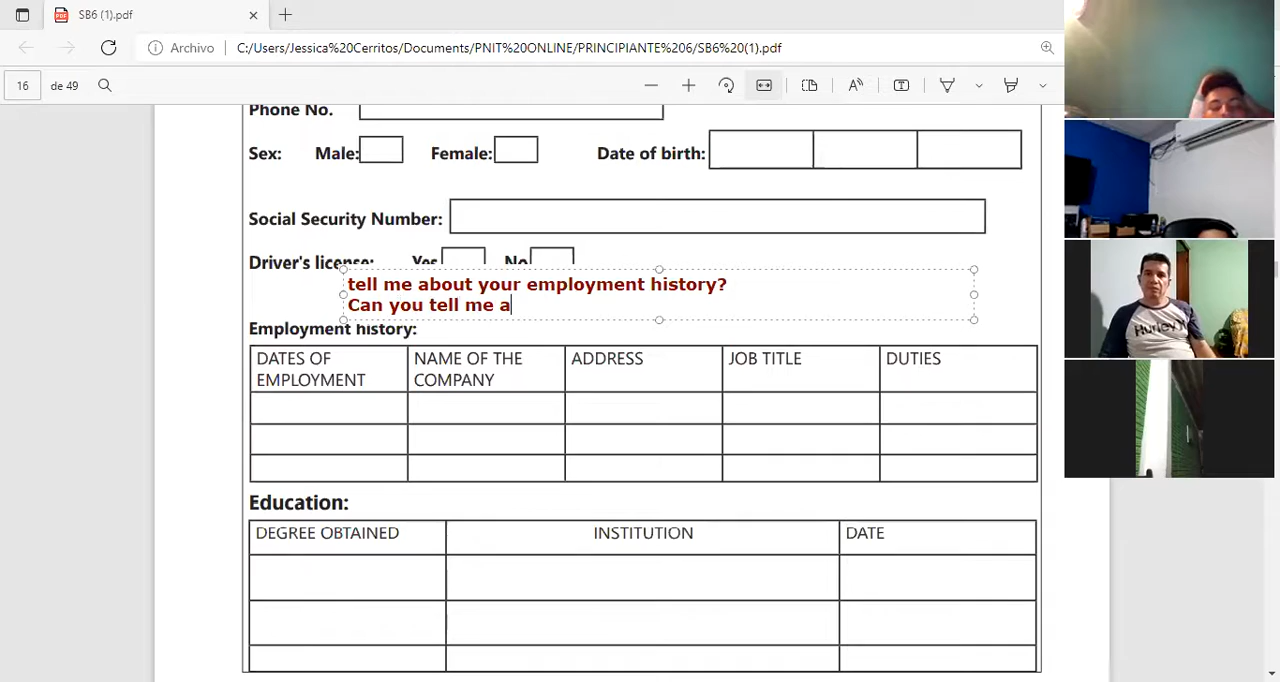 SB6 (1).pdf
Archivo
C:/Users/Jessica%20Cerritos/Documents/PNIT%20ONLINE/PRINCIPIANTE%206/SB6%20(1).pdf
16 de 49
Phone No.
Sex: Male: Female: Date of birth:
Social Security Number:
Driver's license: Yes No
tell me about your employment history?
Can you tell me a
Employment history:
DATES OF EMPLOYMENT NAME OF THE COMPANY ADDRESS JOB TITLE DUTIES
Education:
DEGREE OBTAINED INSTITUTION DATE
Hurley